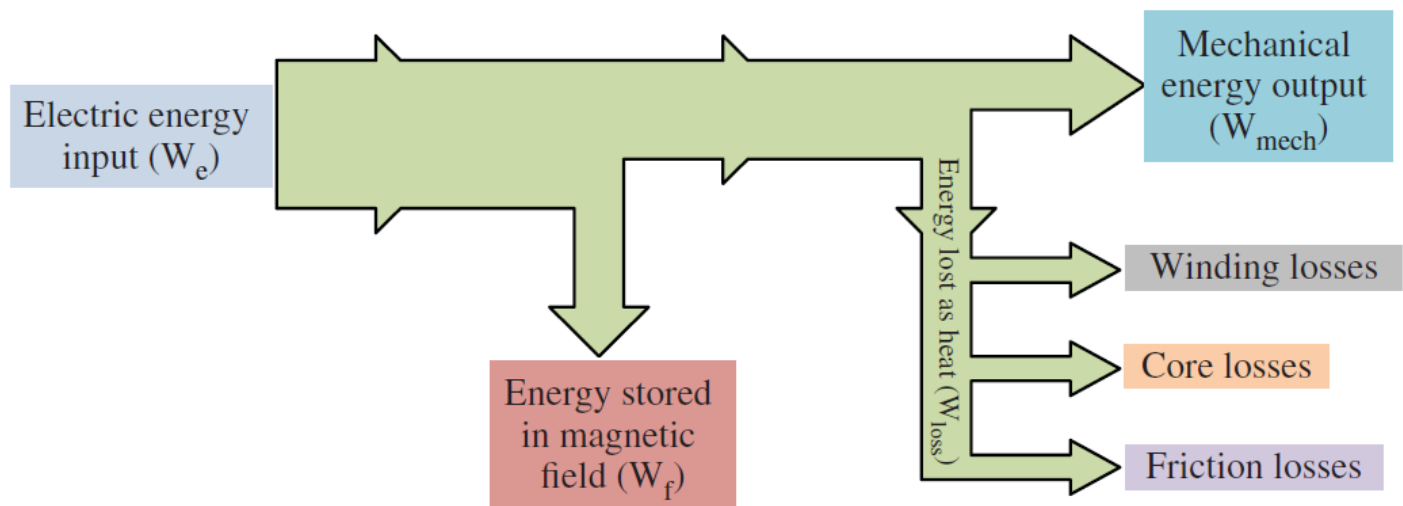 Electric energy
input (We)
Mechanical
energy output
(Wmech)
Energy lost as heat (Wloss)
Energy stored
in magnetic
field (Wf)
Winding losses
Core losses
Friction losses